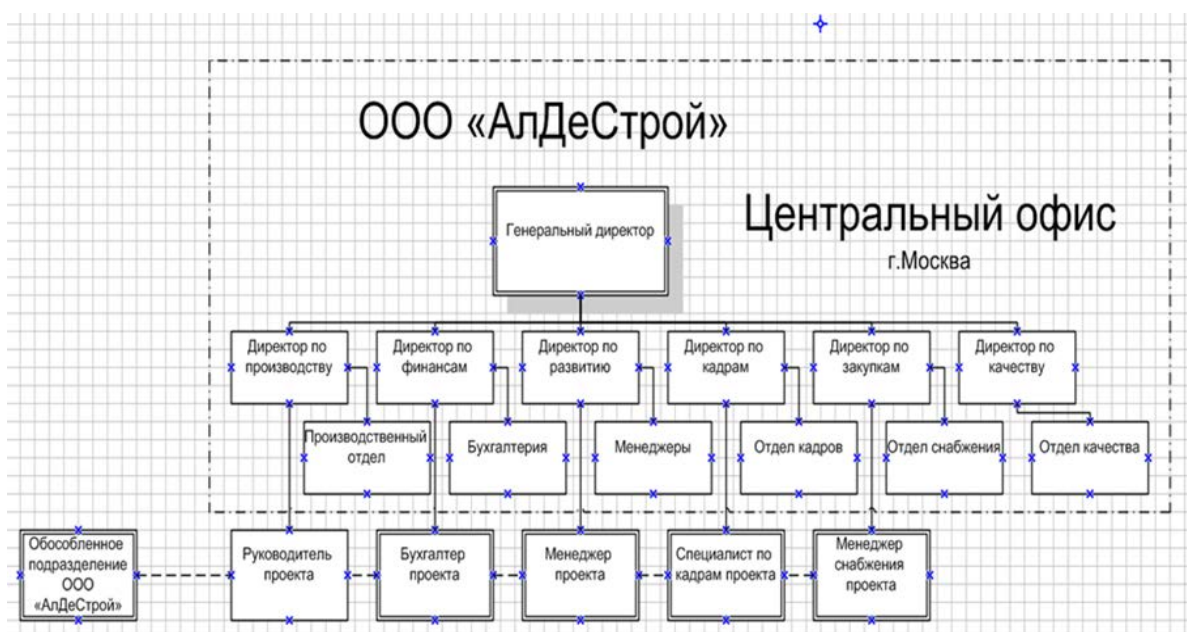 ООО «АлДеСтрой»
Центральный офис
г.Москва
Генеральный директор
Директор по
производству
Директор по
финансам
Директор по
развитию
Директор по
кадрам
Директор по
закупкам
Директор по
качеству
Производственный
отдел
Бухгалтерия
Менеджеры
Отдел кадров
Отдел снабжения
Отдел качества
Обособленное
подразделение
ООО
«АлДеСтрой»
Руководитель
проекта
Бухгалтер
проекта
Менеджер
проекта
Специалист по
кадрам проекта
Менеджер
снабжения
проекта